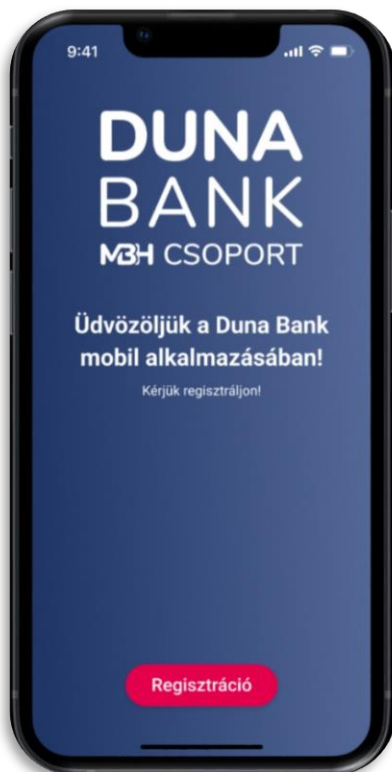 9:41
DUNA
BANK
MBH CSOPORT
Üdvözöljük a Duna Bank
mobil alkalmazásában!
Kérjük regisztráljon!
Regisztráció